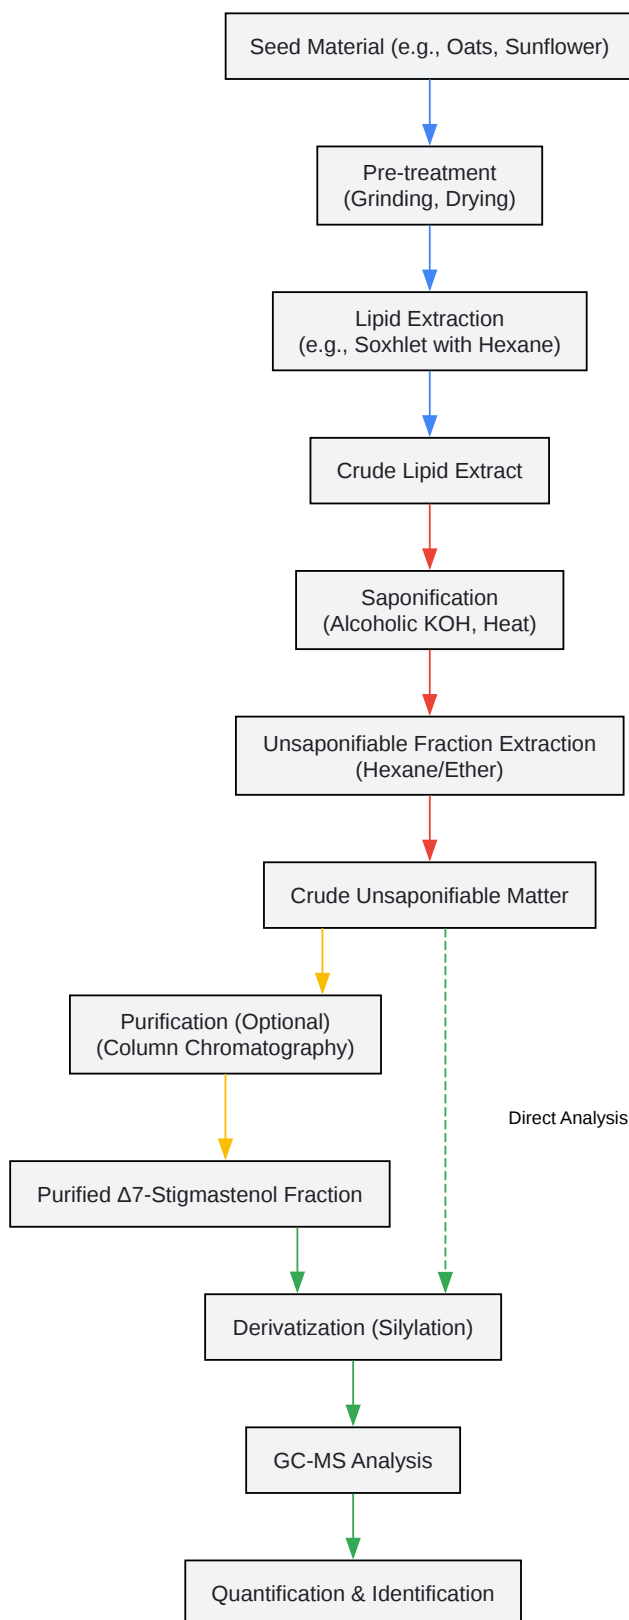 Seed Material (e.g., Oats, Sunflower)
Pre-treatment
(Grinding, Drying)
Lipid Extraction
(e.g., Soxhlet with Hexane)
Crude Lipid Extract
Saponification
(Alcoholic KOH, Heat)
Unsaponifiable Fraction Extraction
(Hexane/Ether)
Crude Unsaponifiable Matter
Purification (Optional)
(Column Chromatography)
Direct Analysis
Purified Δ7-Stigmastenol Fraction
Derivatization (Silylation)
GC-MS Analysis
Quantification & Identification